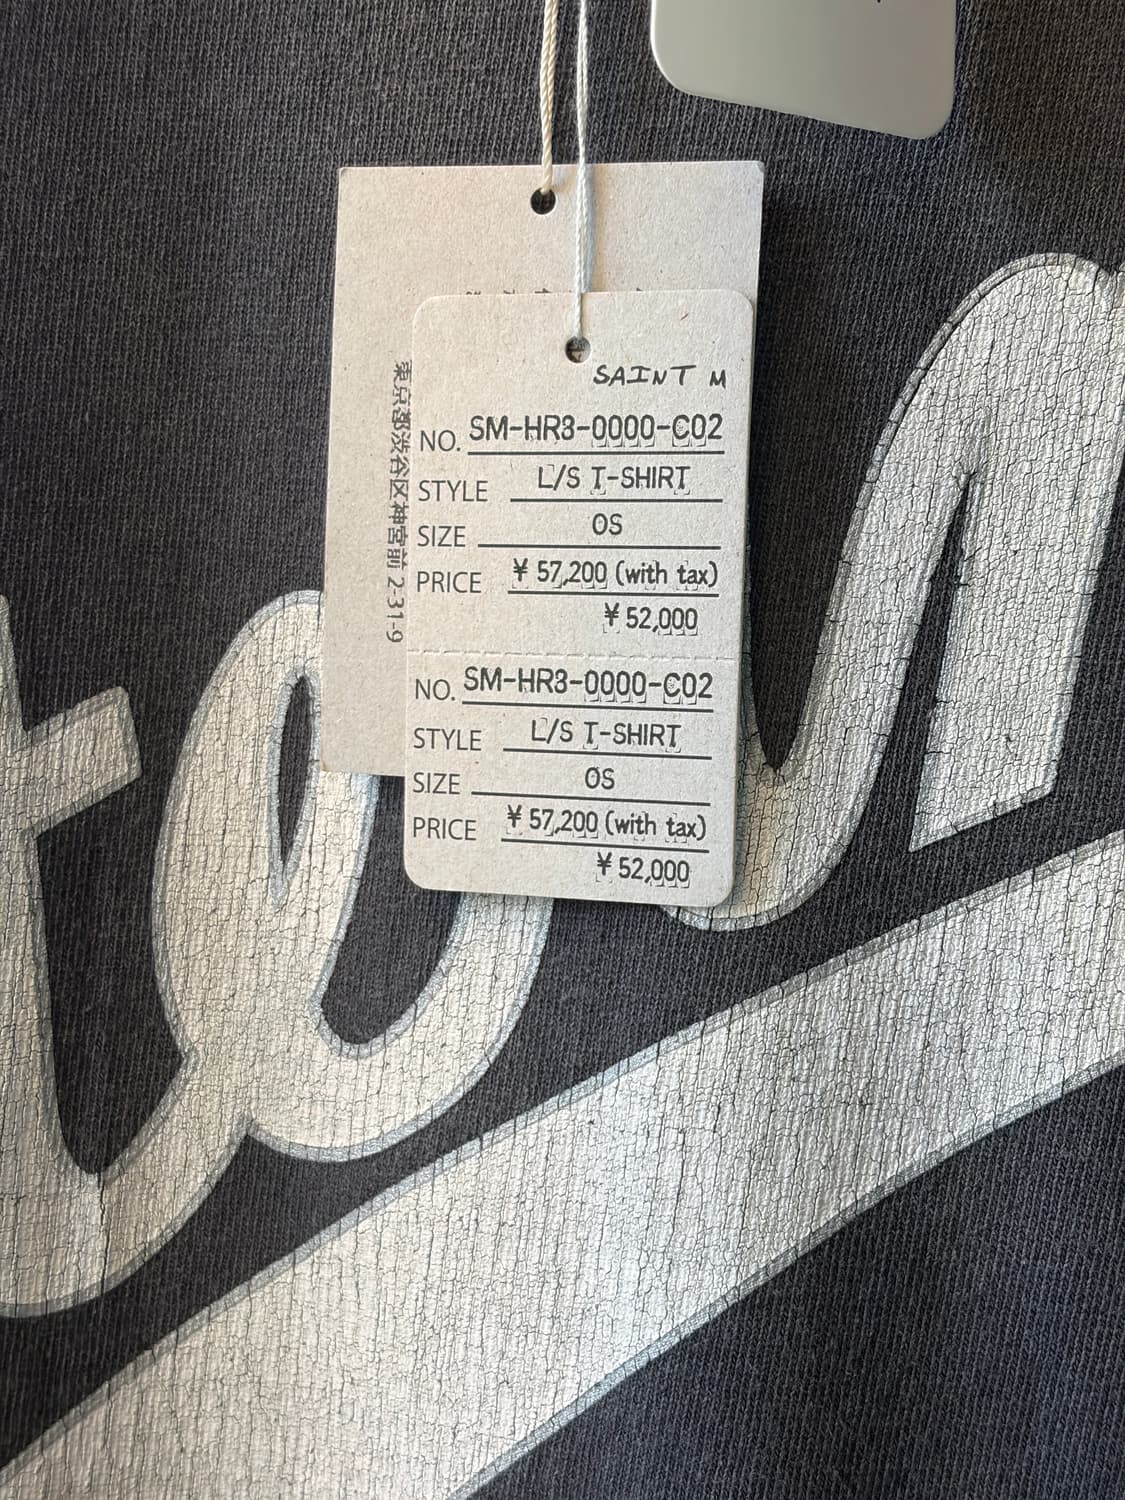 SAINT M
NO. SM-HR3-0000-C02
STYLE L/S T-SHIRT
SIZE OS
PRICE ¥ 57,200 (with tax)
¥ 52,000
NO. SM-HR3-0000-C02
STYLE L/S T-SHIRT
SIZE OS
PRICE ¥ 57,200 (with tax)
¥ 52,000
東京都渋谷区神宮前 2-31-9